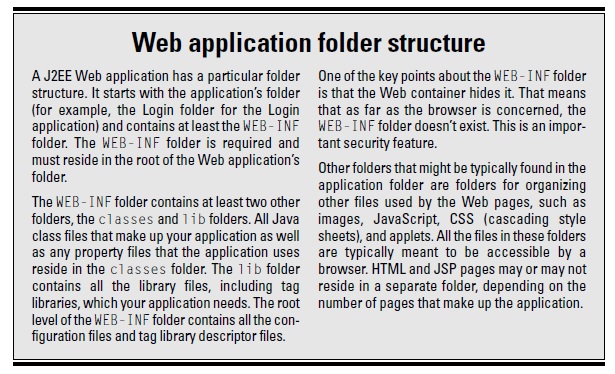 Web application folder structure
A J2EE Web application has a particular folder
structure. It starts with the application's folder
(for example, the Login folder for the Login
application) and contains at least the WEB-INF
folder. The WEB-INF folder is required and
must reside in the root of the Web application's
folder.
The WEB-INF folder contains at least two other
folders, the classes and lib folders. All Java
class files that make up your application as well
as any property files that the application uses
reside in the classes folder. The lib folder
contains all the library files, including tag
libraries, which your application needs. The root
level of the WEB-INF folder contains all the con-
figuration files and tag library descriptor files.
One of the key points about the WEB-INF folder
is that the Web container hides it. That means
that as far as the browser is concerned, the
WEB-INF folder doesn't exist. This is an impor-
tant security feature.
Other folders that might be typically found in the
application folder are folders for organizing
other files used by the Web pages, such as
images, JavaScript, CSS (cascading style
sheets), and applets. All the files in these folders
are typically meant to be accessible by a
browser. HTML and JSP pages may or may not
reside in a separate folder, depending on the
number of pages that make up the application.